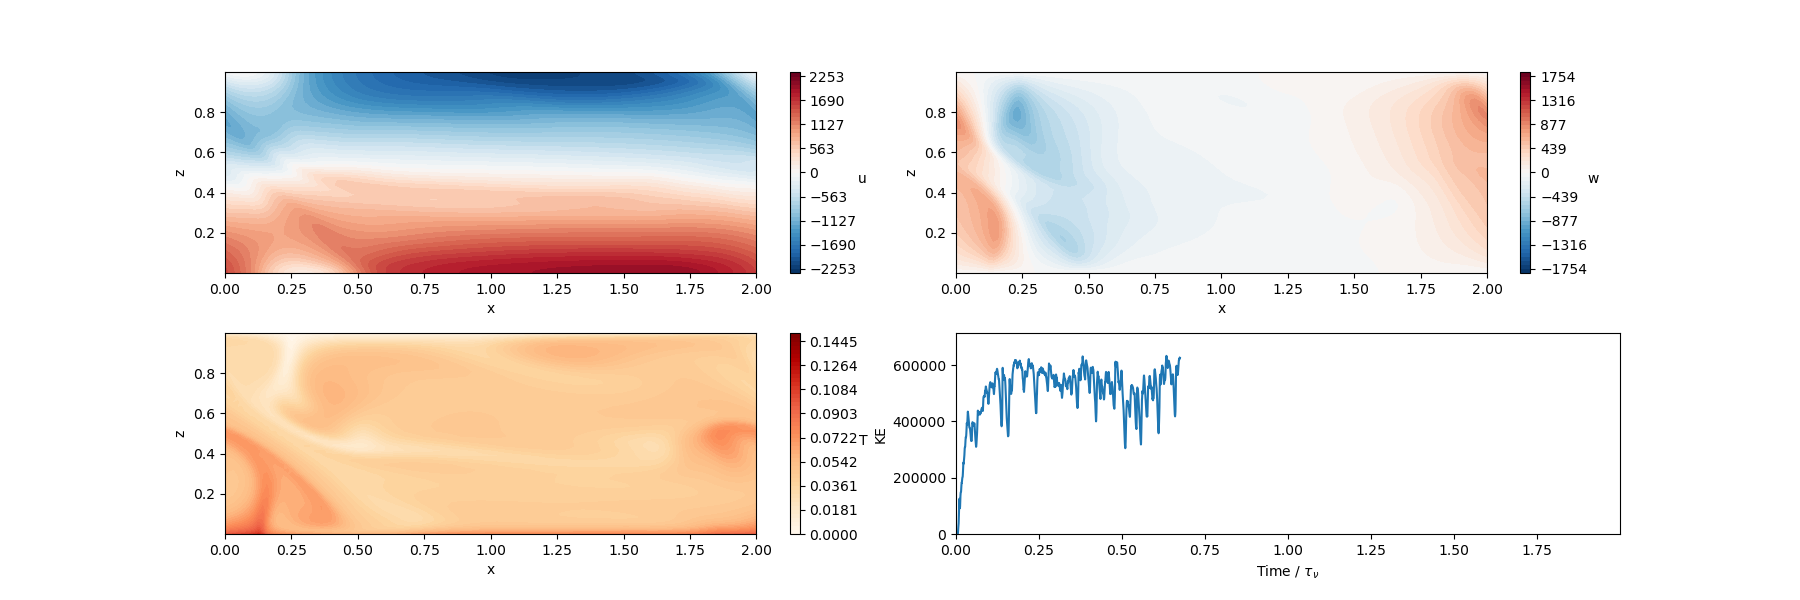 z
0.8
0.6
0.4
0.2
0.00 0.25 0.50 0.75 1.00 1.25 1.50 1.75 2.00
x
2253
1690
1127
563
0
−563
−1127
−1690
−2253
u
z
0.8
0.6
0.4
0.2
0.00 0.25 0.50 0.75 1.00 1.25 1.50 1.75 2.00
x
1754
1316
877
439
0
−439
−877
−1316
−1754
w
z
0.8
0.6
0.4
0.2
0.00 0.25 0.50 0.75 1.00 1.25 1.50 1.75 2.00
x
0.1445
0.1264
0.1084
0.0903
0.0722
0.0542
0.0361
0.0181
0.0000
T
KE
600000
400000
200000
0
0.00 0.25 0.50 0.75 1.00 1.25 1.50 1.75
Time / τν